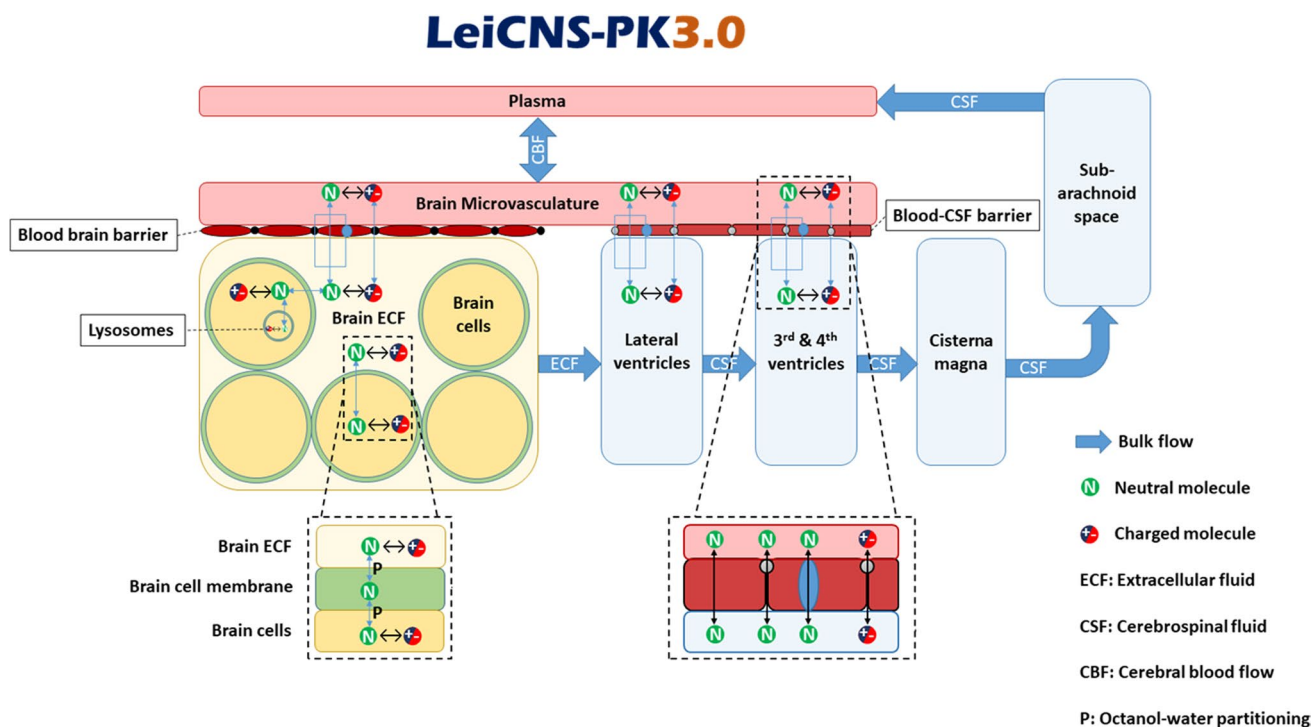 LeiCNS-PK3.0
Plasma
CSF
CBF
Sub-
arachnoid
space
N
+-
N
+-
N
+-
Brain Microvasculature
Blood brain barrier
Blood-CSF barrier
+-
N
N
+-
N
+-
N
+-
Brain ECF
Brain
cells
Lysosomes
N
+-
Lateral
ventricles
3rd & 4th
ventricles
Cisterna
magna
ECF
CSF
CSF
CSF
N
+-
Bulk flow
N
Neutral molecule
+-
Charged molecule
ECF: Extracellular fluid
CSF: Cerebrospinal fluid
CBF: Cerebral blood flow
P: Octanol-water partitioning
Brain ECF
N
+-
P
Brain cell membrane
N
P
Brain cells
N
+-
N
N
N
+-
N
N
N
+-